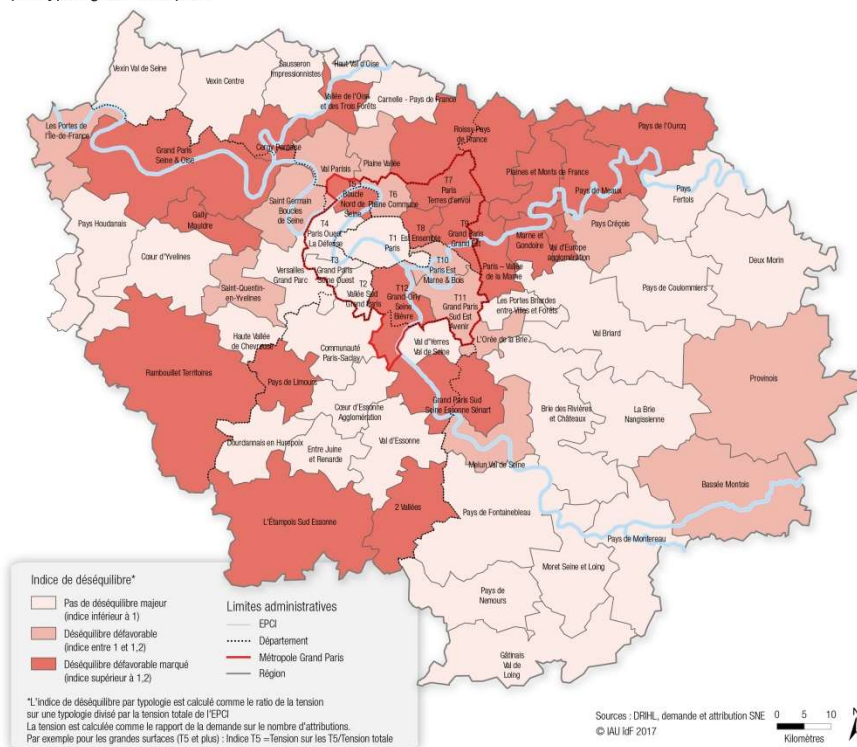 Vexin Val de Seine
Vexin Centre
Sausseron
Impressionnistes
Haut Val d'Oise
Vallée de l'Oise
et des Trois Forêts
Carnelle - Pays de France
Les Portes de
l'Île-de-France
Grand Paris
Seine & Oise
Cergy Pontoise
Val Parisis
Plaine Vallée
Roissy Pays
de France
Pays de l'Ourcq
Plaines et Monts de France
Pays de Meaux
Pays
Fertois
Saint Germain
Boucles
de Seine
T5
Boucle
Nord de
Seine
T6
Plaine Commune
T7
Paris
Terres d'envol
Gally
Mauldre
Pays Houdanais
Cœur d'Yvelines
T4
Paris Ouest
La Défense
T1
Paris
T8
Est Ensemble
T9
Grand Paris
Grand Est
Marne et
Gondoire
Val d'Europe
agglomération
Pays Créçois
Deux Morin
Versailles
Grand Parc
T3
Grand Paris
Seine Ouest
T2
Vallée Sud
Grand Paris
T10
Paris Est
Marne & Bois
Paris – Vallée
de la Marne
Pays de Coulommiers
Saint-Quentin-
en-Yvelines
T12
Grand-Orly
Seine
Bièvre
T11
Grand Paris
Sud Est
Avenir
Les Portes Briardes
entre Villes et Forêts
Haute Vallée
de Chevreuse
Communauté
Paris-Saclay
Val d'Yerres
Val de Seine
L'Orée de la Brie
Val Briard
Rambouillet Territoires
Pays de Limours
Grand Paris Sud
Seine Essonne Sénart
Provinois
Cœur d'Essonne
Agglomération
Brie des Rivières
et Châteaux
La Brie
Nangissienne
Dourdannais en Hurepoix
Entre Juine
et Renarde
Val d'Essonne
Melun Val de Seine
Bassée Montois
L'Étampois Sud Essonne
2 Vallées
Pays de Fontainebleau
Pays de Montereau
Moret Seine et Loing
Pays de
Nemours
Gâtinais
Val de
Loing
Indice de déséquilibre*
Pas de déséquilibre majeur
(indice inférieur à 1)
Déséquilibre défavorable
(indice entre 1 et 1,2)
Déséquilibre défavorable marqué
(indice supérieur à 1,2)
Limites administratives
EPCI
Département
Métropole Grand Paris
Région
*L'indice de déséquilibre par typologie est calculé comme le ratio de la tension
sur une typologie divisé par la tension totale de l'EPCI
La tension est calculée comme le rapport de la demande sur le nombre d'attributions.
Par exemple pour les grandes surfaces (T5 et plus) : Indice T5 =Tension sur les T5/Tension totale
Sources : DRIHL, demande et attribution SNE
© IAU IdF 2017
0 5 10
Kilomètres
N